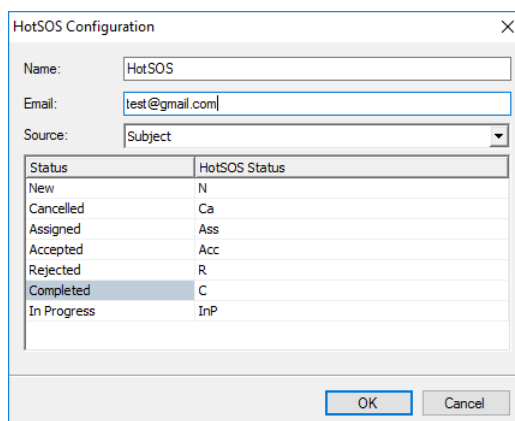 HotSOS Configuration
Name: HotSOS
Email: test@gmail.com
Source: Subject
Status HotSOS Status
New N
Cancelled Ca
Assigned Ass
Accepted Acc
Rejected R
Completed C
In Progress InP
OK Cancel